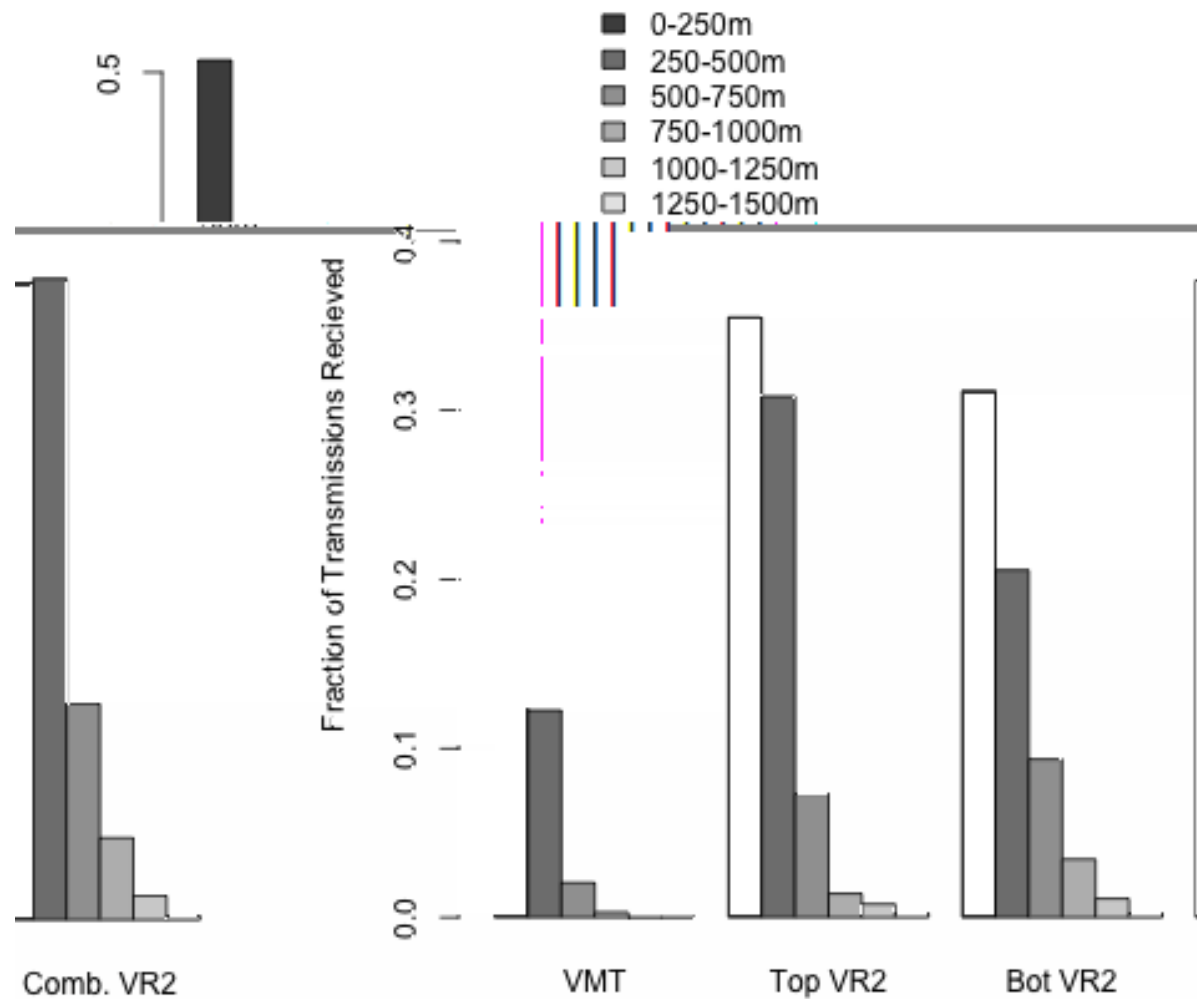 0-250m
250-500m
0.5
500-750m
750-1000m
1000-1250m
1250-1500m
0.4
Fraction of Transmissions Recieved
0.3
0.2
0.1
0.0
Comb. VR2
VMT
Top VR2
Bot VR2